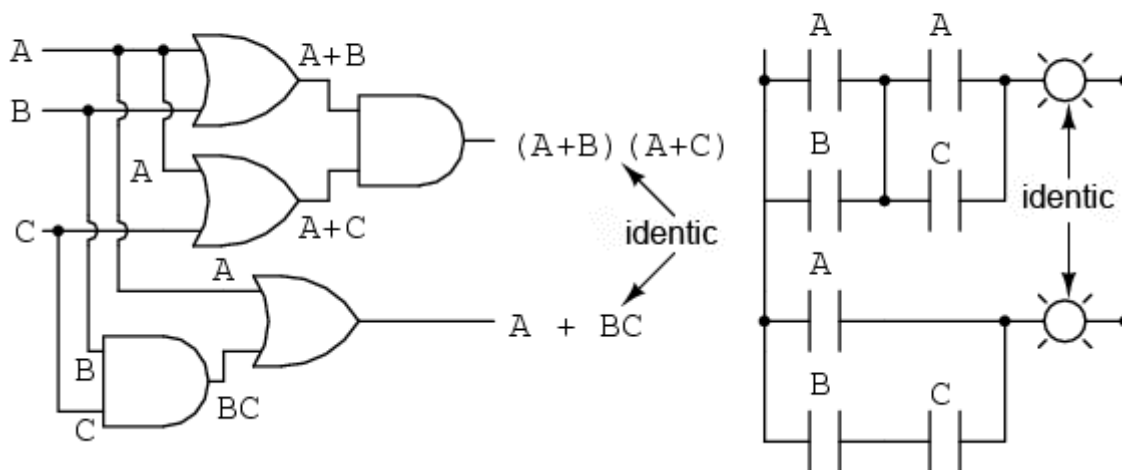 A
A+B
B
(A+B)(A+C)
A
A+C
C
identic
A
A + BC
B
BC
C
A A
B C
identic
A
B C